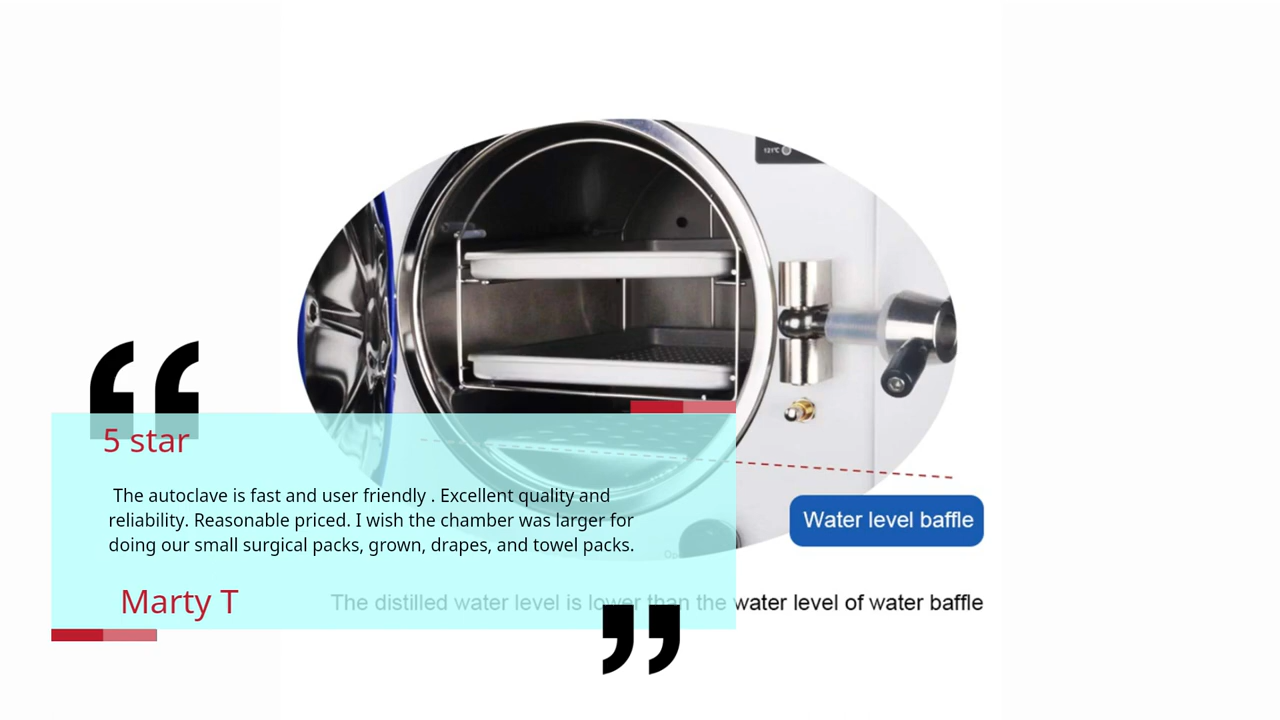 121℃
5 star
The autoclave is fast and user friendly . Excellent quality and
reliability. Reasonable priced. I wish the chamber was larger for
doing our small surgical packs, grown, drapes, and towel packs.
Water level baffle
Marty T
The distilled water level is lower than the water level of water baffle